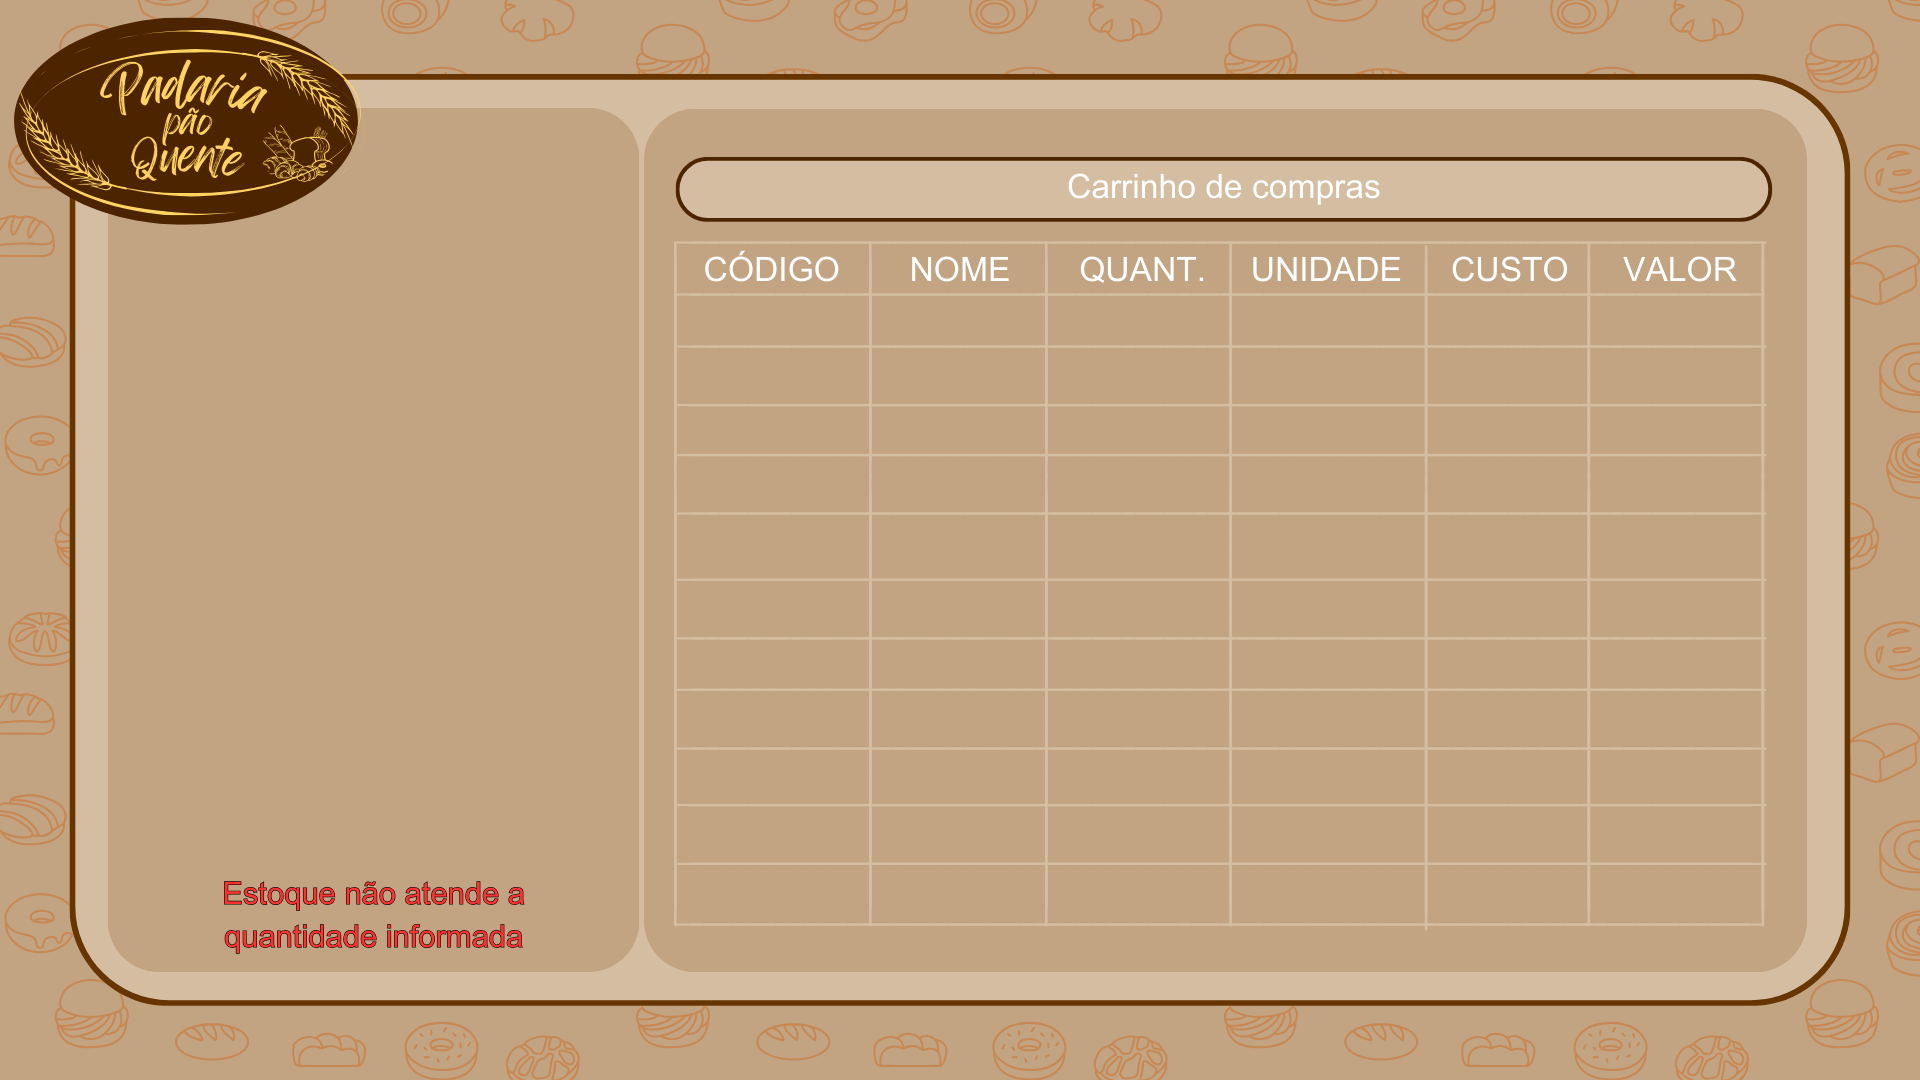 Padaria
pão
Quente
Carrinho de compras
CÓDIGO NOME QUANT. UNIDADE CUSTO VALOR
Estoque não atende a
quantidade informada